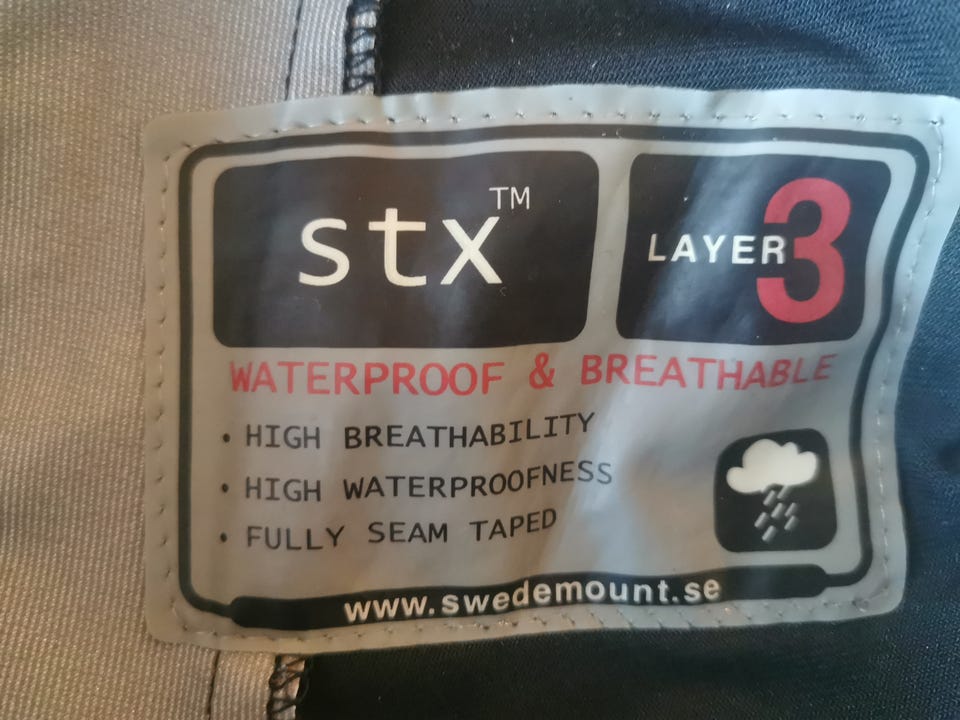 stx™
LAYER 3
WATERPROOF & BREATHABLE
• HIGH BREATHABILITY
• HIGH WATERPROOFNESS
• FULLY SEAM TAPED
www.swedemount.se